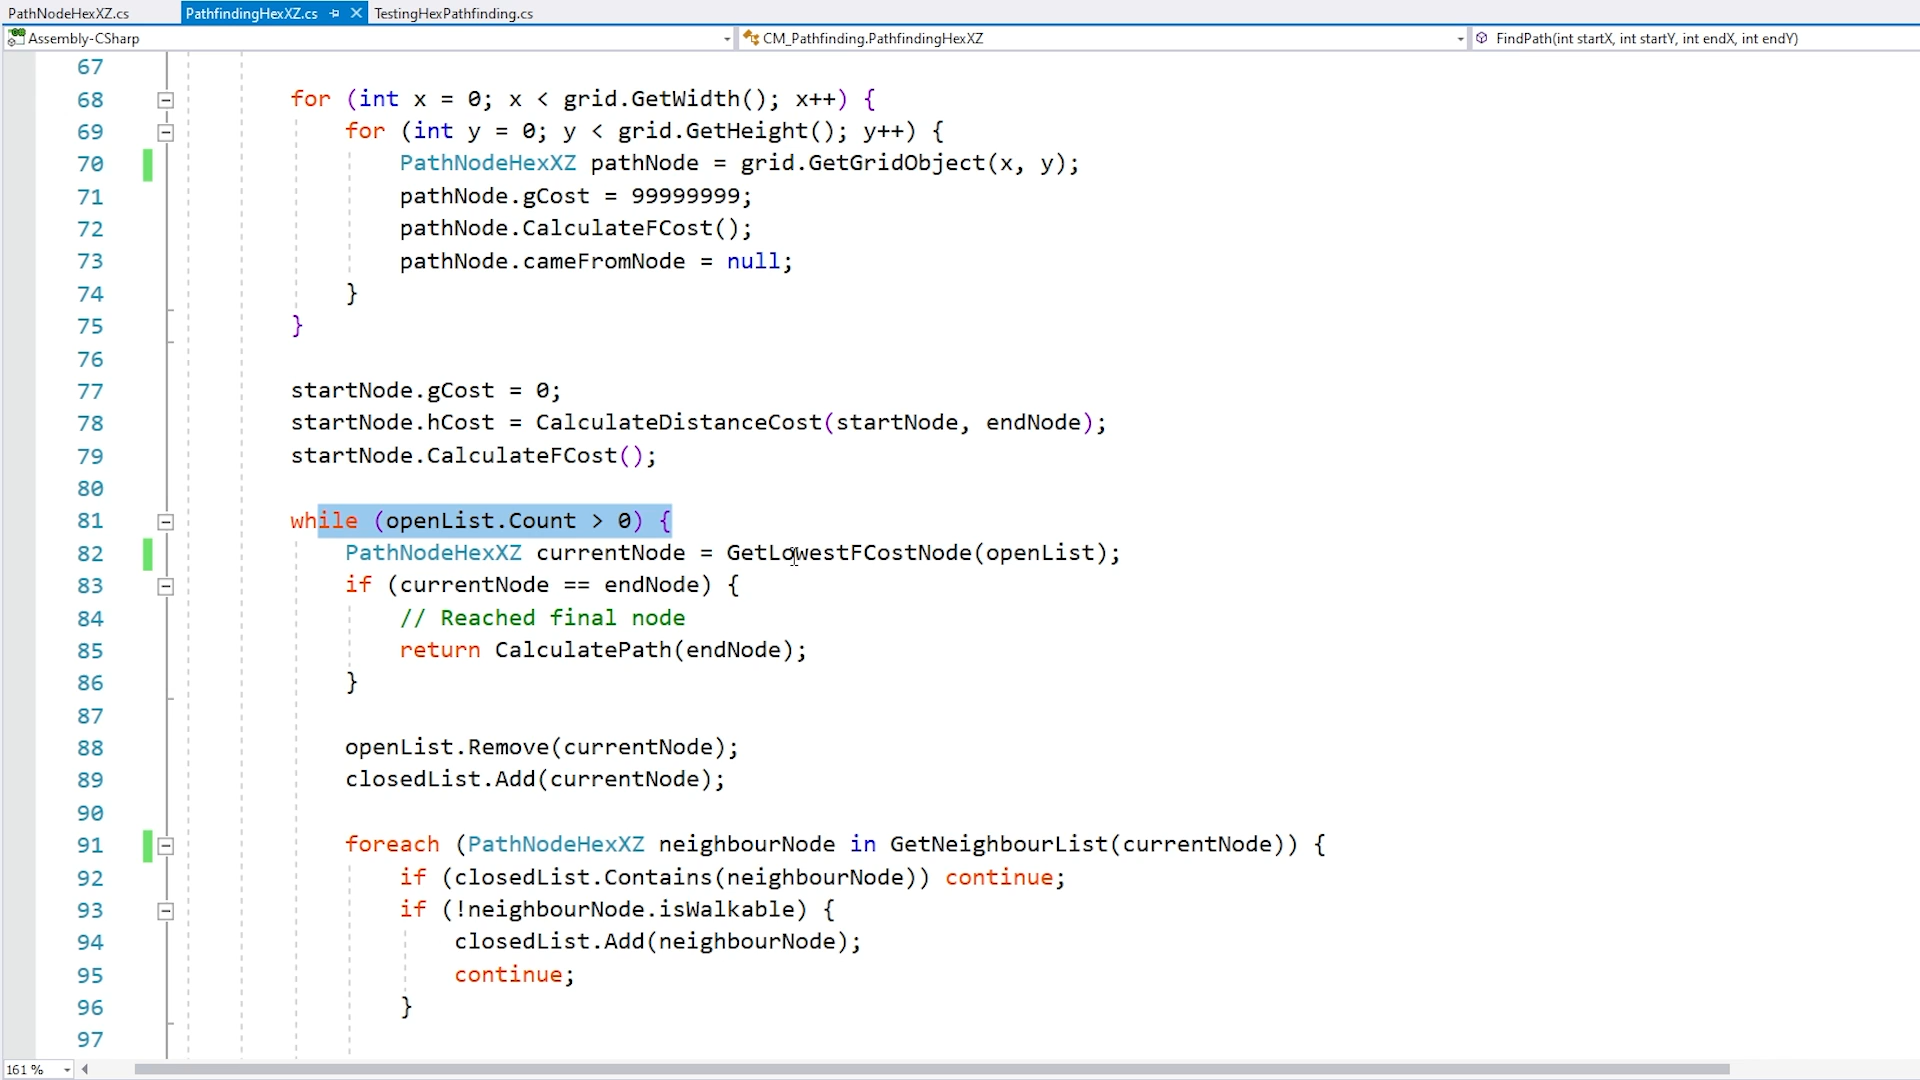 PathNodeHexXZ.cs PathfindingHexXZ.cs TestingHexPathfinding.cs
Assembly-CSharp CM_Pathfinding.PathfindingHexXZ FindPath(int startX, int startY, int endX, int endY)
67
68 for (int x = 0; x < grid.GetWidth(); x++) {
69 for (int y = 0; y < grid.GetHeight(); y++) {
70 PathNodeHexXZ pathNode = grid.GetGridObject(x, y);
71 pathNode.gCost = 99999999;
72 pathNode.CalculateFCost();
73 pathNode.cameFromNode = null;
74 }
75 }
76
77 startNode.gCost = 0;
78 startNode.hCost = CalculateDistanceCost(startNode, endNode);
79 startNode.CalculateFCost();
80
81 while (openList.Count > 0) {
82 PathNodeHexXZ currentNode = GetLowestFCostNode(openList);
83 if (currentNode == endNode) {
84 // Reached final node
85 return CalculatePath(endNode);
86 }
87
88 openList.Remove(currentNode);
89 closedList.Add(currentNode);
90
91 foreach (PathNodeHexXZ neighbourNode in GetNeighbourList(currentNode)) {
92 if (closedList.Contains(neighbourNode)) continue;
93 if (!neighbourNode.isWalkable) {
94 closedList.Add(neighbourNode);
95 continue;
96 }
97
161 %